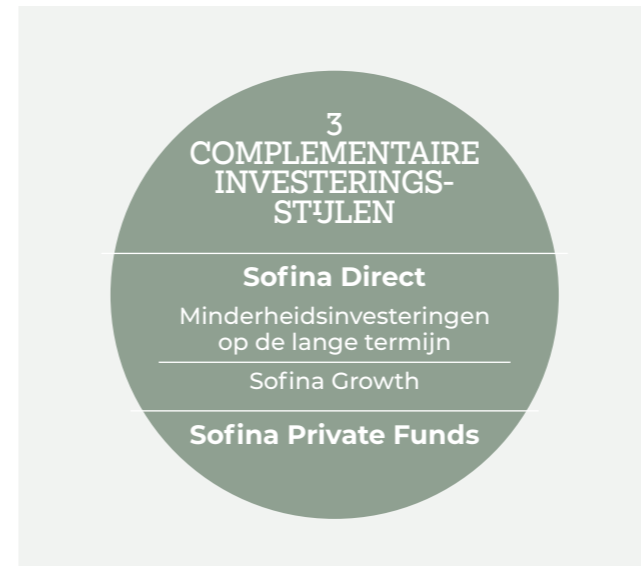 3
COMPLEMENTAIRE
INVESTERINGS-
STIJLEN
Sofina Direct
Minderheidsinvesteringen
op de lange termijn
Sofina Growth
Sofina Private Funds